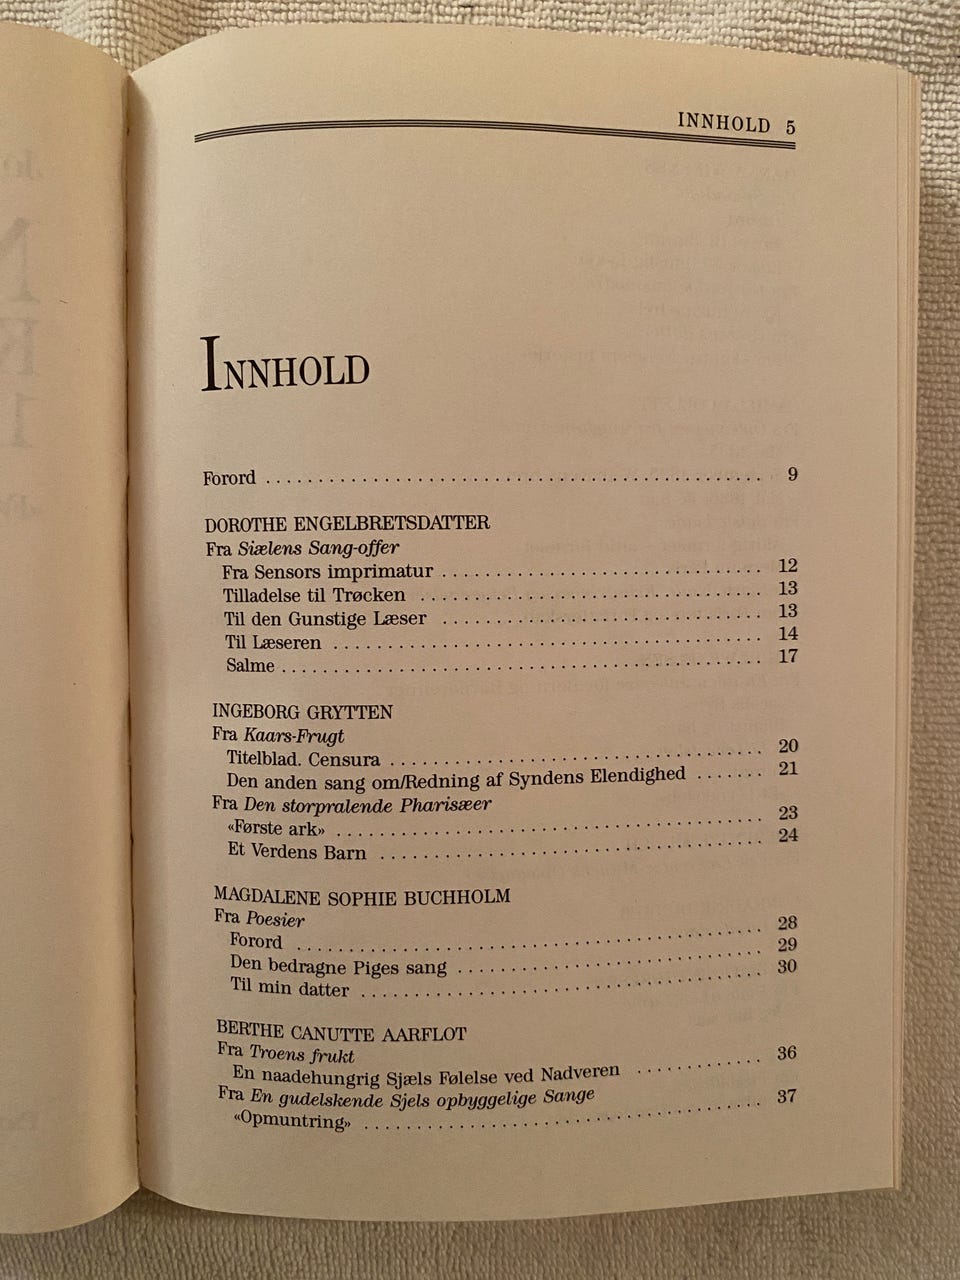 INNHOLD 5
INNHOLD
Forord ................................................ 9
DOROTHE ENGELBRETSDATTER
Fra Siælens Sang-offer
Fra Sensors imprimatur ................................ 12
Tilladelse til Trøcken ................................ 13
Til den Gunstige Læser ................................ 13
Til Læseren ................................ 14
Salme ................................ 17
INGEBORG GRYTTEN
Fra Kaars-Frugt
Titelblad. Censura ................................ 20
Den anden sang om/Redning af Syndens Elendighed ....... 21
Fra Den storpralende Pharisæer
«Første ark» ................................ 23
Et Verdens Barn ................................ 24
MAGDALENE SOPHIE BUCHHOLM
Fra Poesier
Forord ................................ 28
Den bedragne Piges sang ................................ 29
Til min datter ................................ 30
BERTHE CANUTTE AARFLOT
Fra Troens frukt
En naadehungrig Sjæls Følelse ved Nadveren ............ 36
Fra En gudelskende Sjels opbyggelige Sange
«Opmuntring» ................................ 37